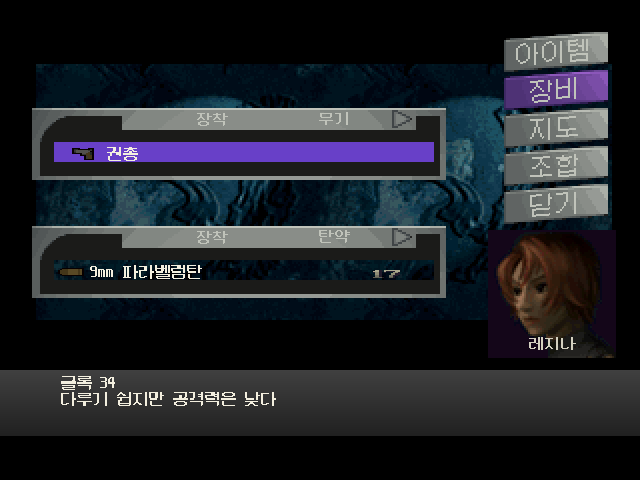 아이템
장비
지도
조합
닫기
장착 무기
권총
장착 탄약
9mm 파라벨럼탄 17
레지나
글록 34
다루기 쉽지만 공격력은 낮다